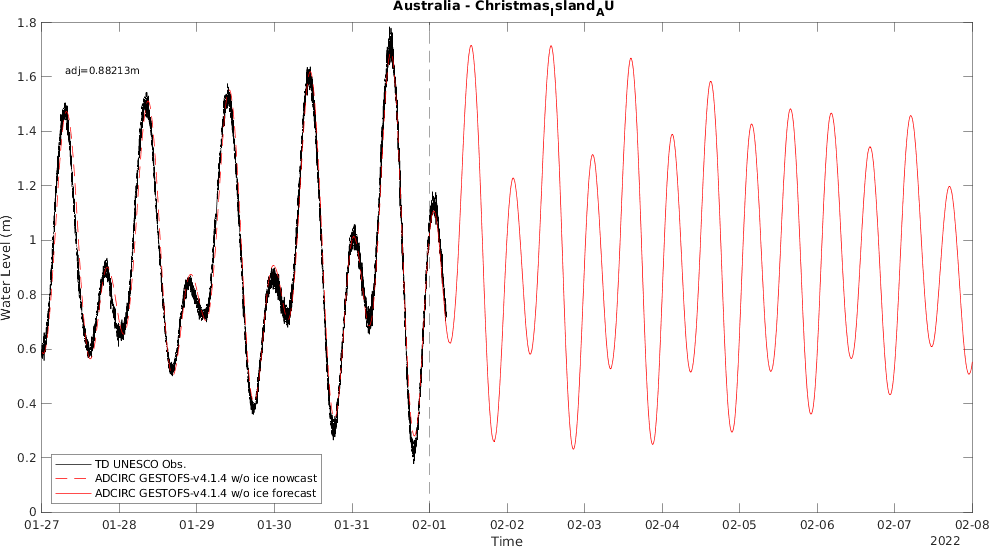 Australia - Christmas_Island_AU
adj=0.88213m
Water Level (m)
1.8
1.6
1.4
1.2
1
0.8
0.6
0.4
0.2
0
TD UNESCO Obs.
ADCIRC GESTOFS-v4.1.4 w/o ice nowcast
ADCIRC GESTOFS-v4.1.4 w/o ice forecast
01-27 01-28 01-29 01-30 01-31 02-01 02-02 02-03 02-04 02-05 02-06 02-07 02-08
Time
2022